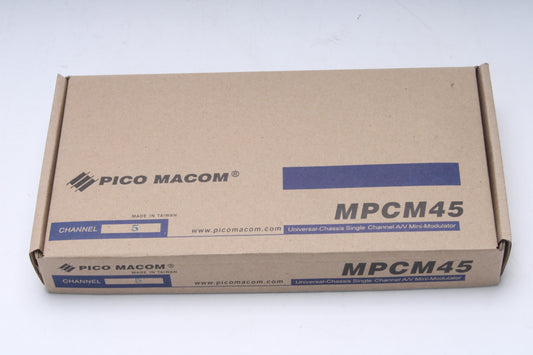 PICO MACOM®
MPCM45
MADE IN TAIWAN
CHANNEL 5 www.picomacom.com Universal-Chassis Single Channel A/V Mini-Modulator
PICO MACOM®
MPCM45
MADE IN TAIWAN
CHANNEL 5 www.picomacom.com Universal-Chassis Single Channel A/V Mini-Modulator